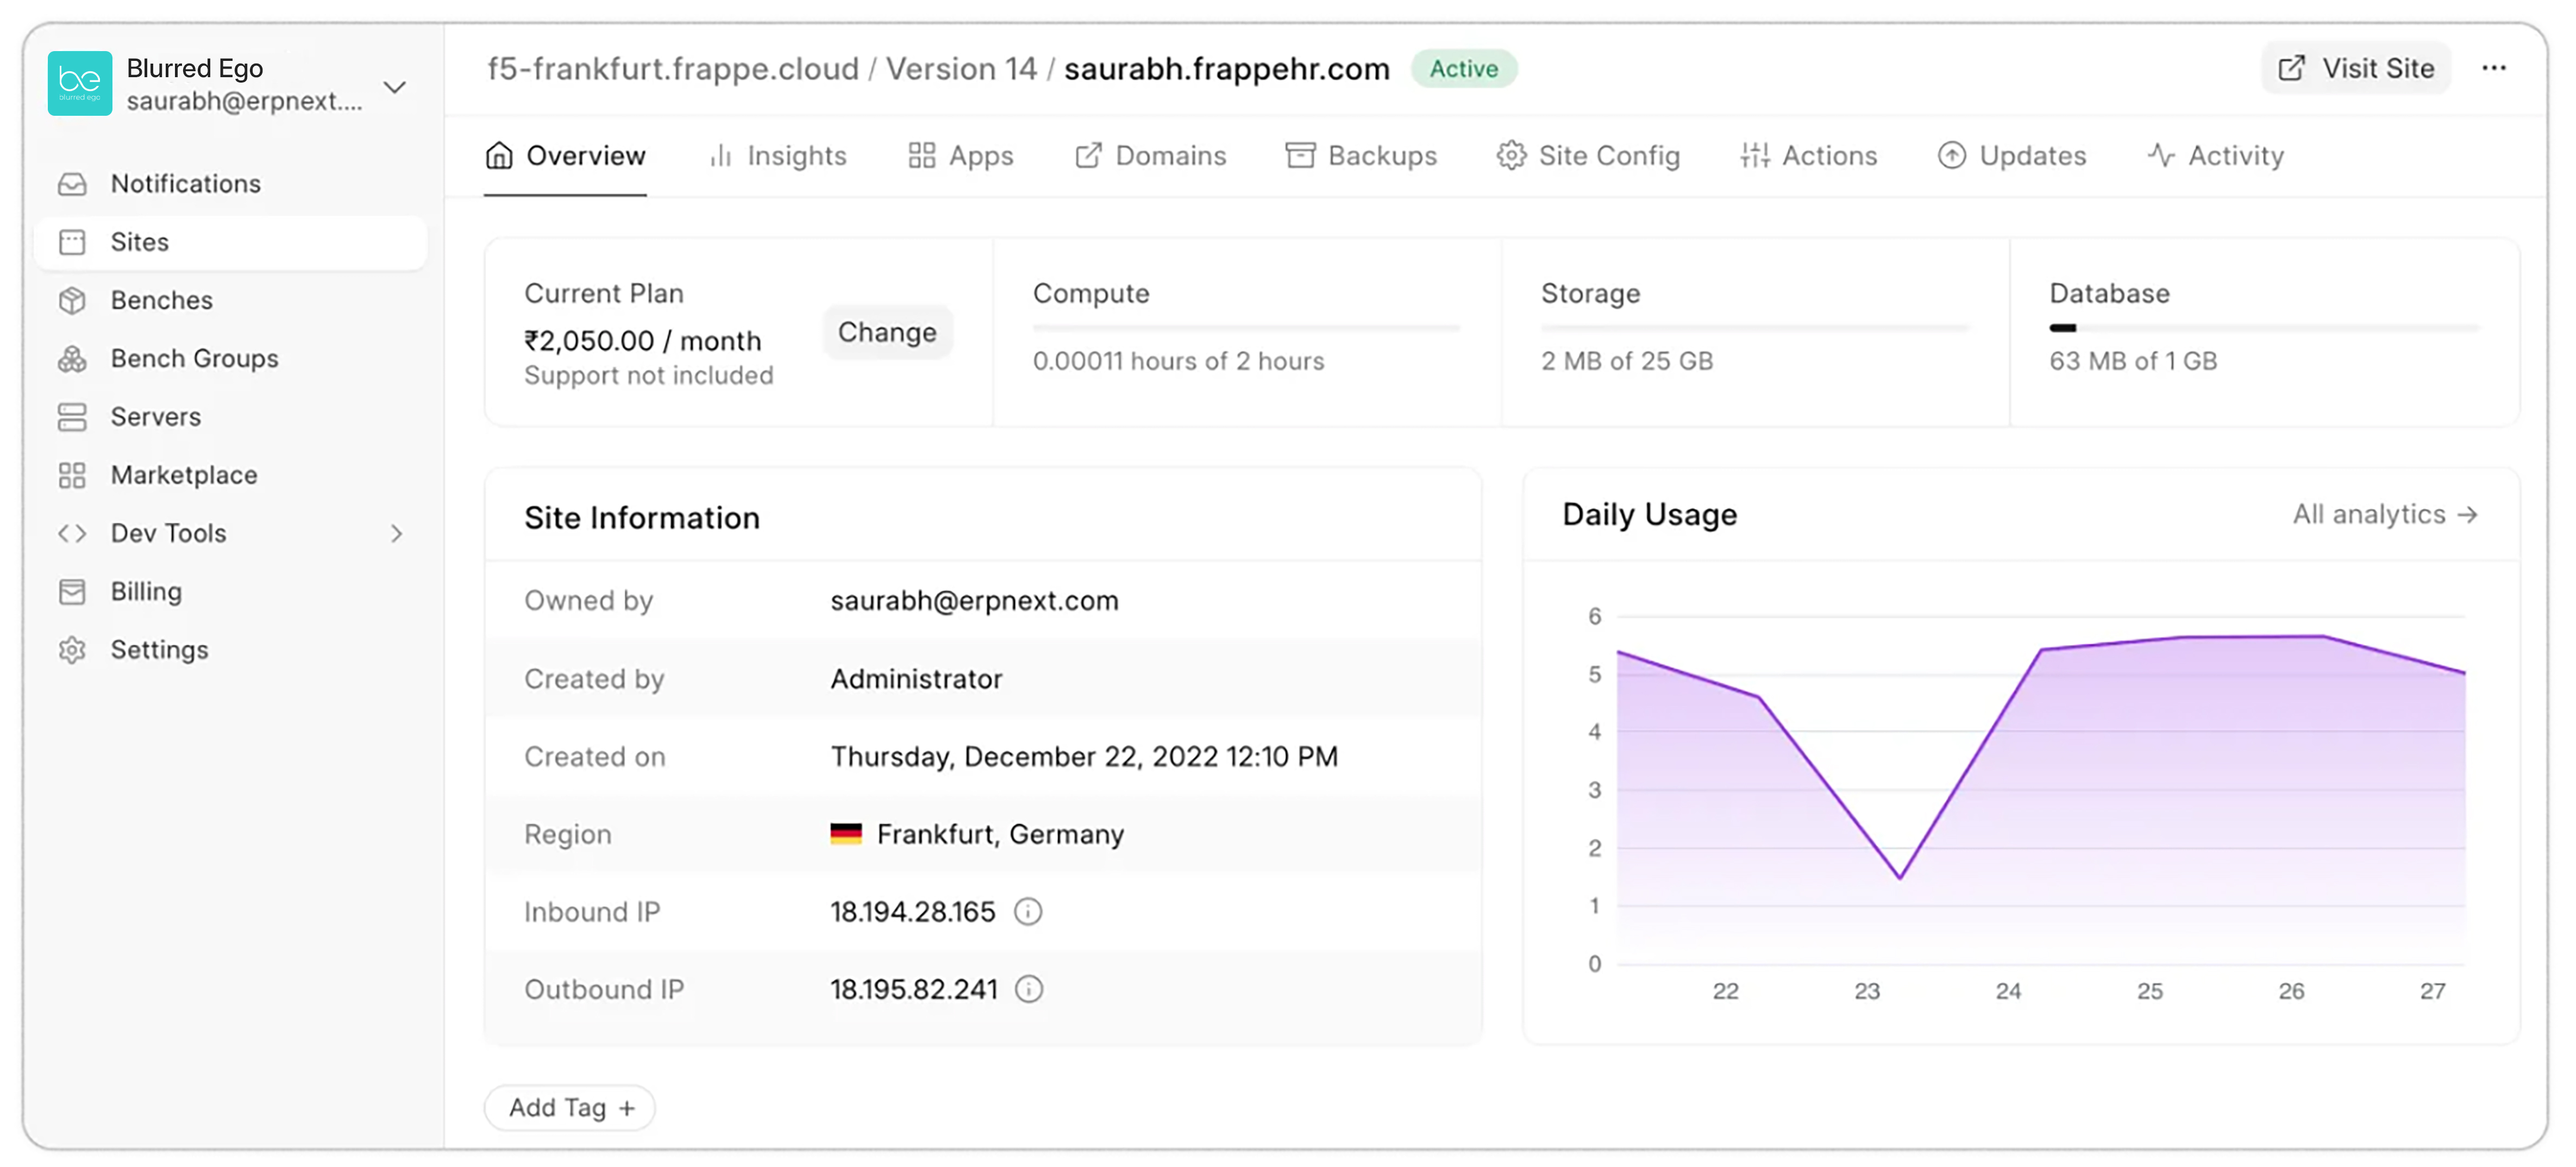 be
blurred ego
Blurred Ego
saurabh@erpnext....
Notifications
Sites
Benches
Bench Groups
Servers
Marketplace
Dev Tools
Billing
Settings
f5-frankfurt.frappe.cloud / Version 14 / saurabh.frappehr.com Active
Visit Site ...
Overview Insights Apps Domains Backups Site Config Actions Updates Activity
Current Plan
₹2,050.00 / month
Support not included
Change
Compute
0.00011 hours of 2 hours
Storage
2 MB of 25 GB
Database
63 MB of 1 GB
Site Information
Owned by saurabh@erpnext.com
Created by Administrator
Created on Thursday, December 22, 2022 12:10 PM
Region Frankfurt, Germany
Inbound IP 18.194.28.165
Outbound IP 18.195.82.241
Daily Usage All analytics →
6
5
4
3
2
1
0
22 23 24 25 26 27
Add Tag +